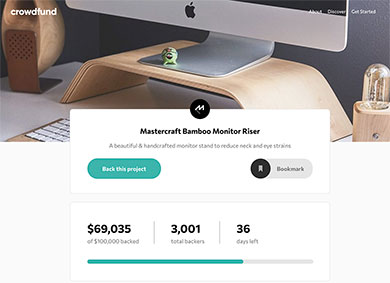 crowdfund
About Discover Get Started
Mastercraft Bamboo Monitor Riser
A beautiful & handcrafted monitor stand to reduce neck and eye strains
Back this project
Bookmark
$69,035 3,001 36
of $100,000 backed total backers days left